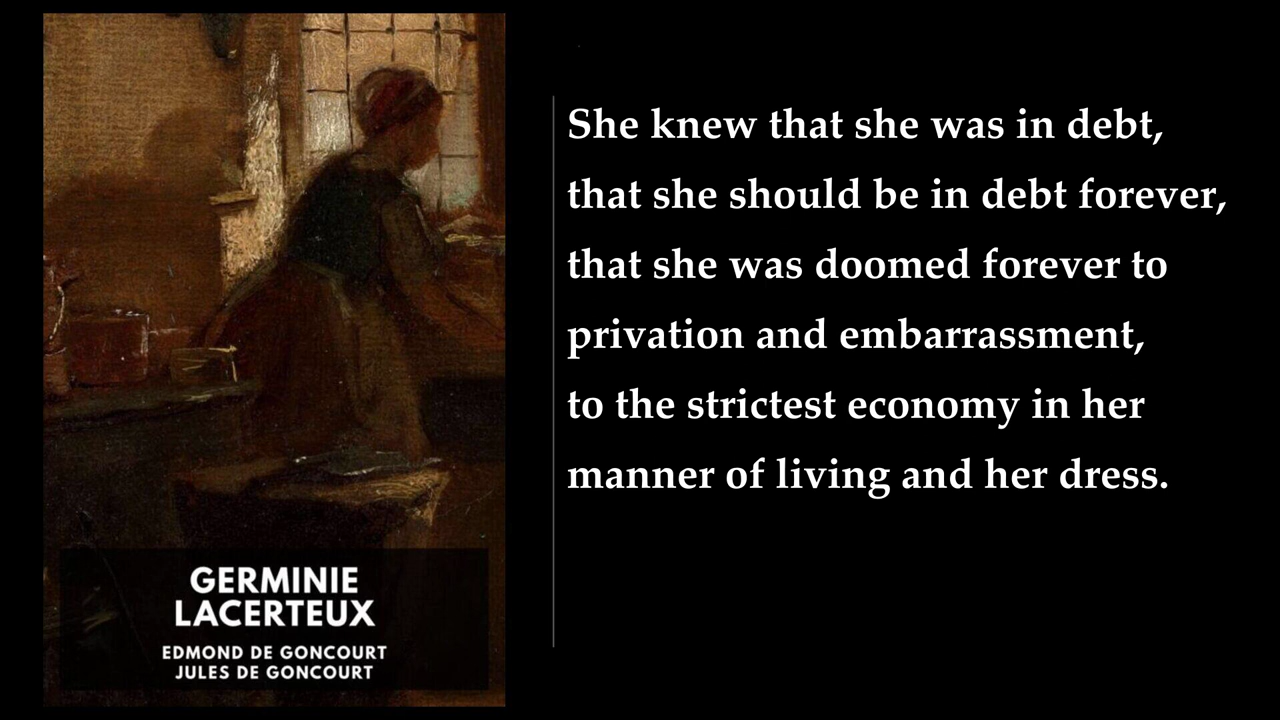 GERMINIE
LACERTEUX
EDMOND DE GONCOURT
JULES DE GONCOURT
She knew that she was in debt,
that she should be in debt forever,
that she was doomed forever to
privation and embarrassment,
to the strictest economy in her
manner of living and her dress.